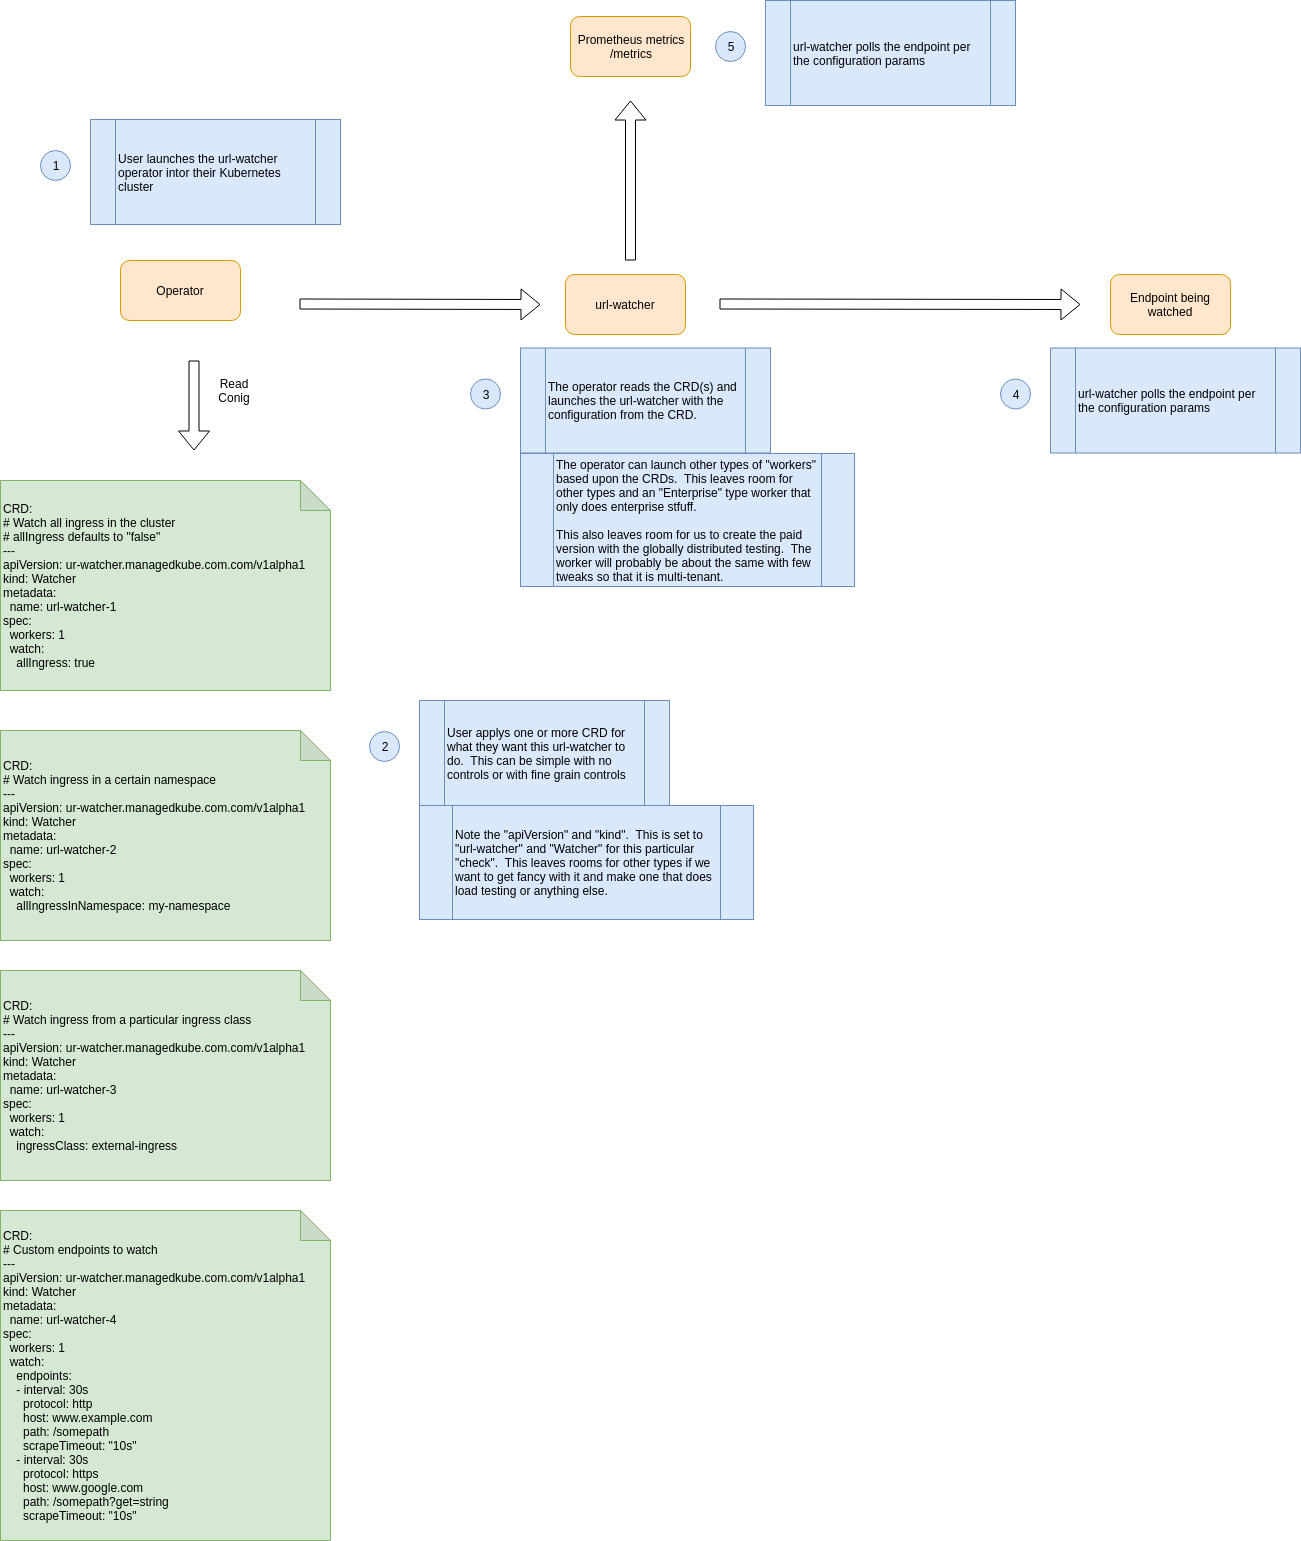 Prometheus metrics
/metrics
5
url-watcher polls the endpoint per
the configuration params
1
User launches the url-watcher
operator intor their Kubernetes
cluster
Operator
url-watcher
Endpoint being
watched
Read
Conig
3
The operator reads the CRD(s) and
launches the url-watcher with the
configuration from the CRD.
4
url-watcher polls the endpoint per
the configuration params
The operator can launch other types of "workers"
based upon the CRDs.  This leaves room for
other types and an "Enterprise" type worker that
only does enterprise stfuff.
This also leaves room for us to create the paid
version with the globally distributed testing.  The
worker will probably be about the same with few
tweaks so that it is multi-tenant.
CRD:
# Watch all ingress in the cluster
# allIngress defaults to "false"
---
apiVersion: ur-watcher.managedkube.com.com/v1alpha1
kind: Watcher
metadata:
  name: url-watcher-1
spec:
  workers: 1
  watch:
    allIngress: true
2
User applys one or more CRD for
what they want this url-watcher to
do.  This can be simple with no
controls or with fine grain controls
Note the "apiVersion" and "kind".  This is set to
"url-watcher" and "Watcher" for this particular
"check".  This leaves rooms for other types if we
want to get fancy with it and make one that does
load testing or anything else.
CRD:
# Watch ingress in a certain namespace
---
apiVersion: ur-watcher.managedkube.com.com/v1alpha1
kind: Watcher
metadata:
  name: url-watcher-2
spec:
  workers: 1
  watch:
    allIngressInNamespace: my-namespace
CRD:
# Watch ingress from a particular ingress class
---
apiVersion: ur-watcher.managedkube.com.com/v1alpha1
kind: Watcher
metadata:
  name: url-watcher-3
spec:
  workers: 1
  watch:
    ingressClass: external-ingress
CRD:
# Custom endpoints to watch
---
apiVersion: ur-watcher.managedkube.com.com/v1alpha1
kind: Watcher
metadata:
  name: url-watcher-4
spec:
  workers: 1
  watch:
    endpoints:
    - interval: 30s
      protocol: http
      host: www.example.com
      path: /somepath
      scrapeTimeout: "10s"
    - interval: 30s
      protocol: https
      host: www.google.com
      path: /somepath?get=string
      scrapeTimeout: "10s"